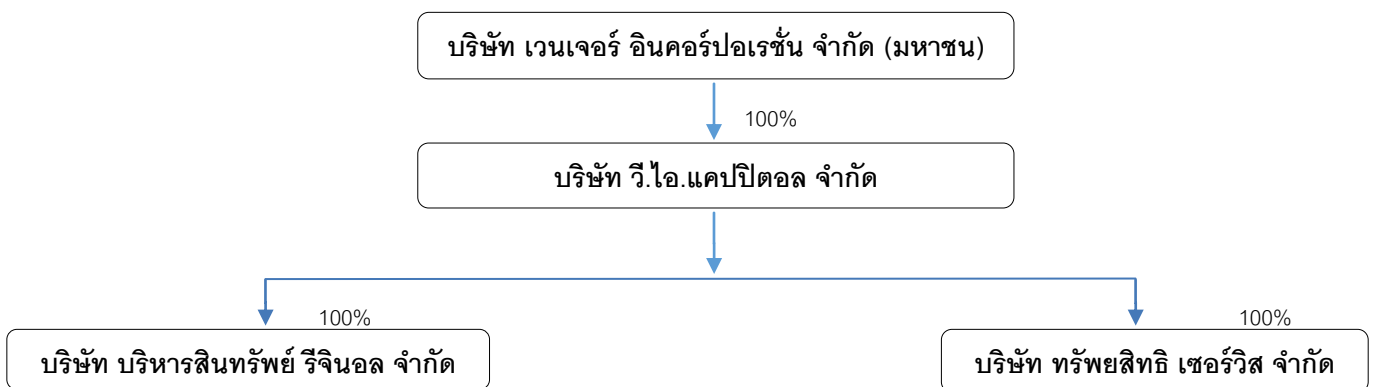 บริษัท เวนเจอร์ อินคอร์ปอเรชั่น จำกัด (มหาชน)
100%
บริษัท วี.ไอ.แคปปิตอล จำกัด
100%
100%
บริษัท บริหารสินทรัพย์ รีจินอล จำกัด
บริษัท ทรัพยสิทธิ เซอร์วิส จำกัด